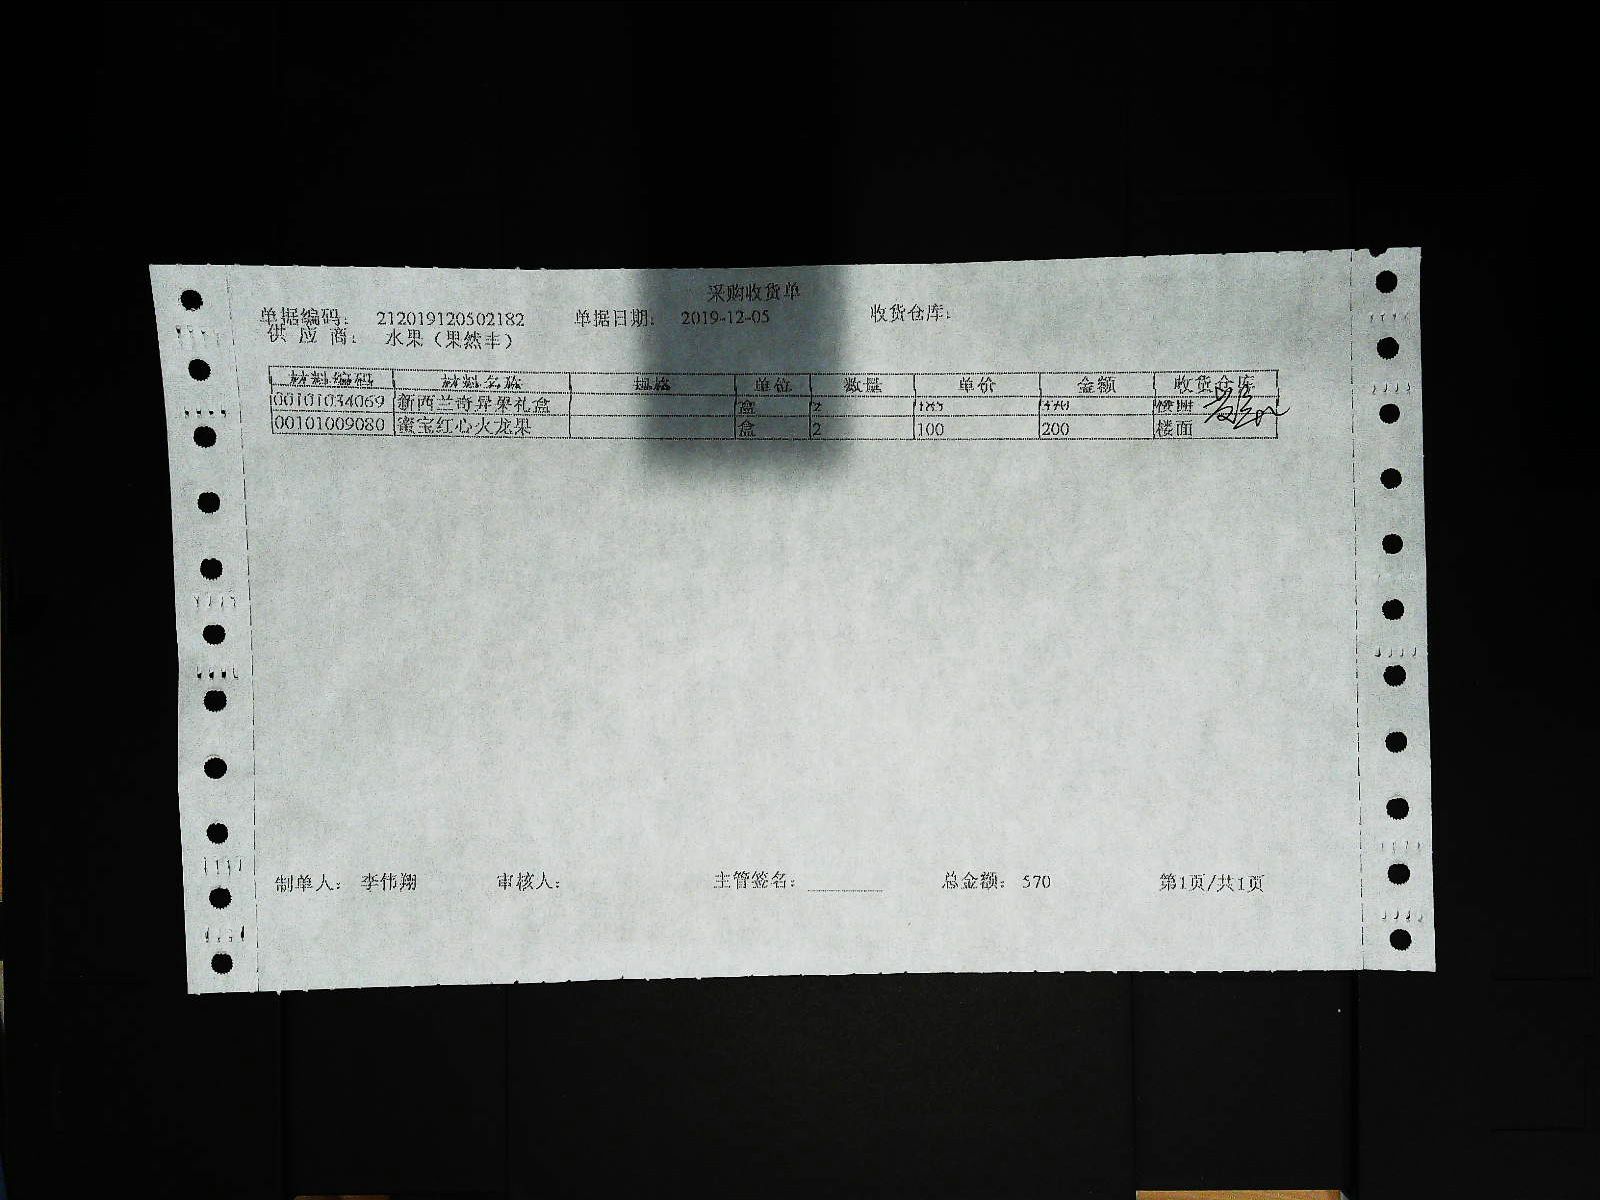 采购收货单
单据编码: 212019120502182 单据日期: 2019-12-05 收货仓库:
供应商: 水果（果然丰）
材料编码 材料名称 规格 单位 数量 单价 金额 收货仓库
00101034069 新西兰奇异果礼盒 盒 2 185 370 楼面
00101009080 蜜宝红心火龙果 盒 2 100 200 楼面
制单人: 李伟翔 审核人: 主管签名: 总金额: 570 第1页/共1页